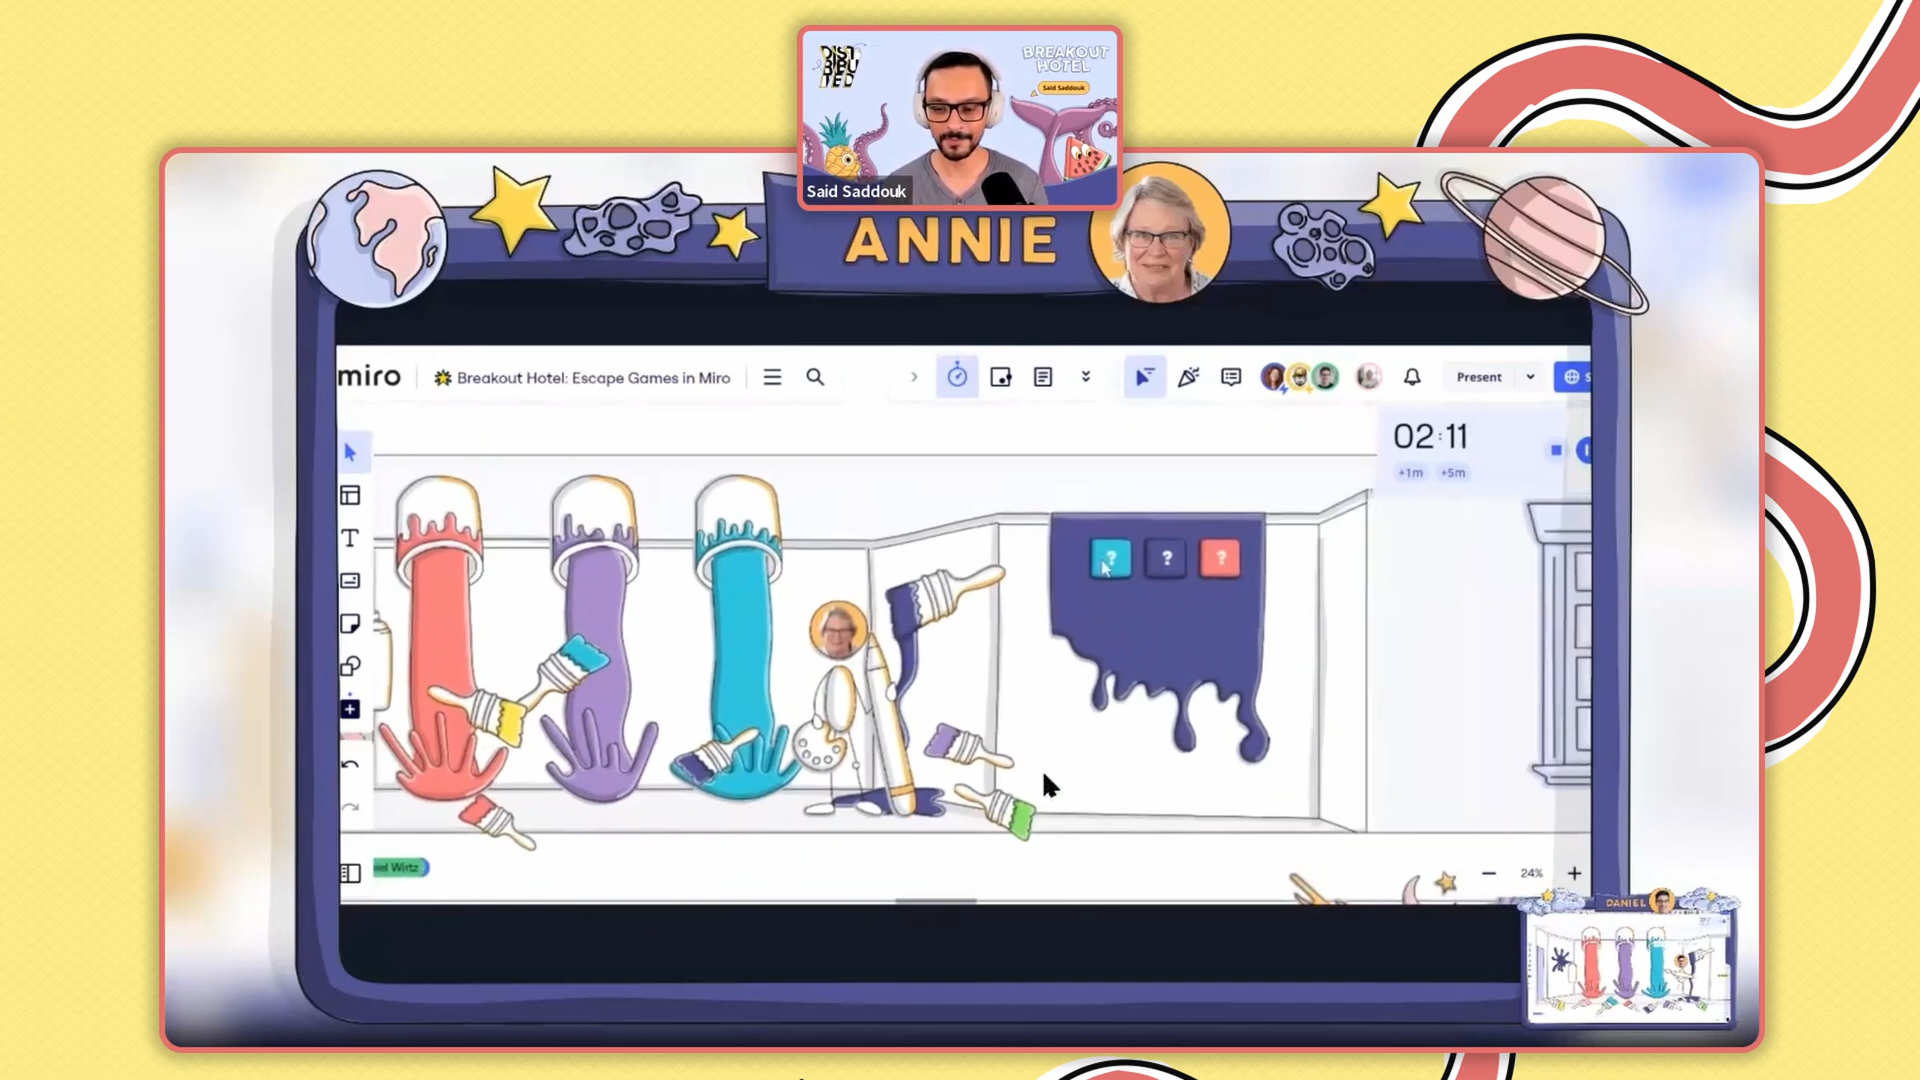 DIST
RIBU
TED
BREAKOUT
HOTEL
Said Saddouk
Said Saddouk
ANNIE
miro
Breakout Hotel: Escape Games in Miro
Present
S
02:11
+1m +5m
? ? ?
T
Wirtz
24%
DANIEL